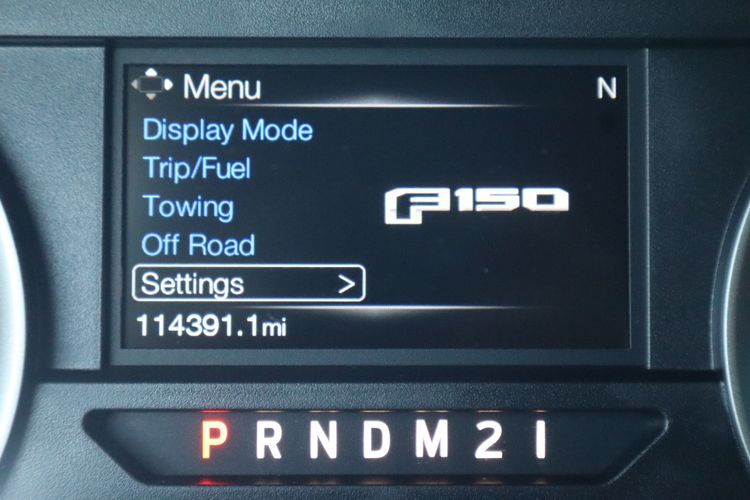 Menu N
Display Mode
Trip/Fuel
Towing
F150
Off Road
Settings >
114391.1mi
P R N D M 2 1